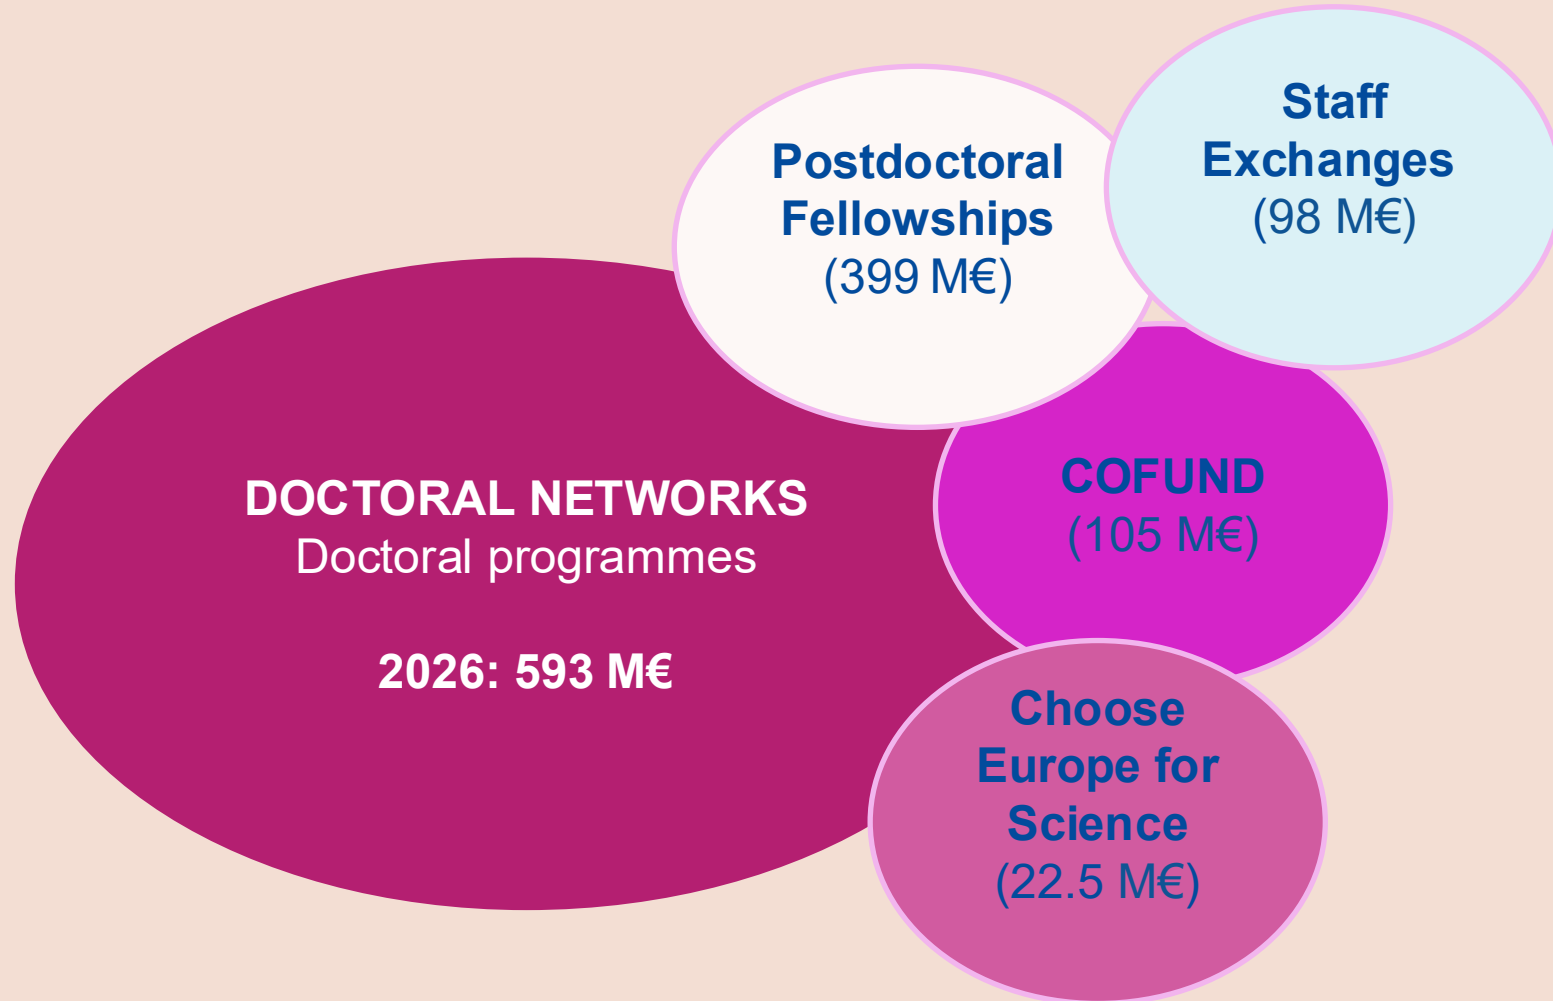 Postdoctoral
Fellowships
(399 M€)
Staff
Exchanges
(98 M€)
DOCTORAL NETWORKS
Doctoral programmes
2026: 593 M€
COFUND
(105 M€)
Choose
Europe for
Science
(22.5 M€)